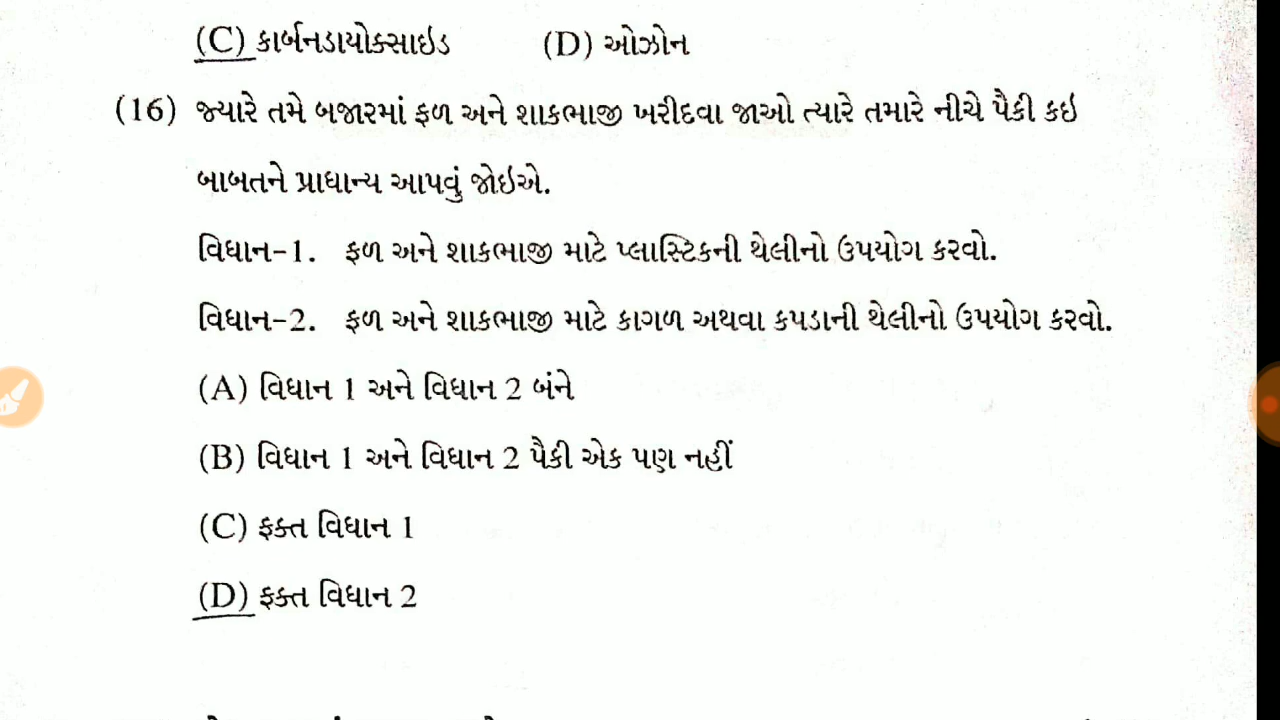 (C) કાર્બનડાયોક્સાઇડ (D) ઓઝોન
(16) જ્યારે તમે બજારમાં ફળ અને શાકભાજી ખરીદવા જાઓ ત્યારે તમારે નીચે પૈકી કઇ
બાબતને પ્રાધાન્ય આપવું જોઇએ.
વિધાન-1. ફળ અને શાકભાજી માટે પ્લાસ્ટિકની થેલીનો ઉપયોગ કરવો.
વિધાન-2. ફળ અને શાકભાજી માટે કાગળ અથવા કપડાની થેલીનો ઉપયોગ કરવો.
(A) વિધાન 1 અને વિધાન 2 બંને
(B) વિધાન 1 અને વિધાન 2 પૈકી એક પણ નહીં
(C) ફક્ત વિધાન 1
(D) ફક્ત વિધાન 2